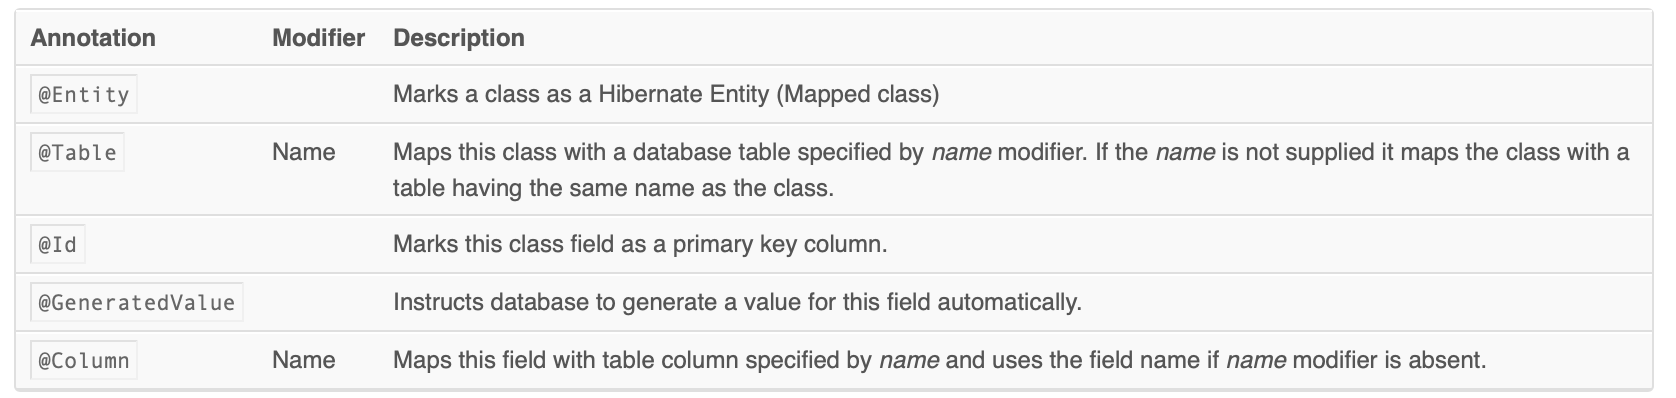 Annotation Modifier Description
@Entity Marks a class as a Hibernate Entity (Mapped class)
@Table Name Maps this class with a database table specified by name modifier. If the name is not supplied it maps the class with a
table having the same name as the class.
@Id Marks this class field as a primary key column.
@GeneratedValue Instructs database to generate a value for this field automatically.
@Column Name Maps this field with table column specified by name and uses the field name if name modifier is absent.